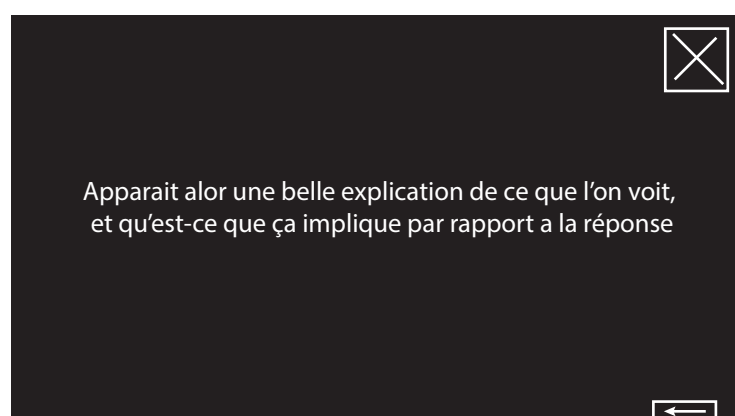 Apparait alor une belle explication de ce que l'on voit,
et qu'est-ce que ça implique par rapport a la réponse